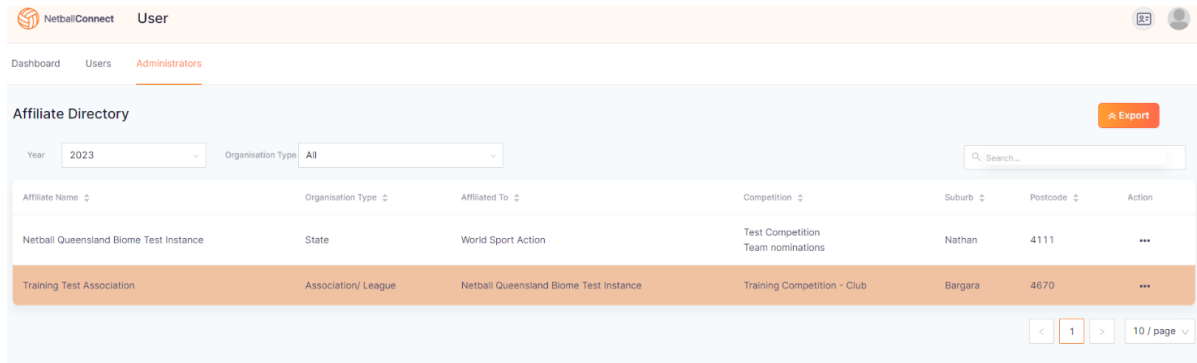 NetballConnect User
Dashboard Users Administrators
Affiliate Directory
Export
Year 2023 Organisation Type All
Search...
Affiliate Name Organisation Type Affiliated To Competition Suburb Postcode Action
Netball Queensland Biome Test Instance State World Sport Action Test Competition Nathan 4111 •••
Team nominations
Training Test Association Association/ League Netball Queensland Biome Test Instance Training Competition - Club Bargara 4670 •••
< 1 > 10 / page